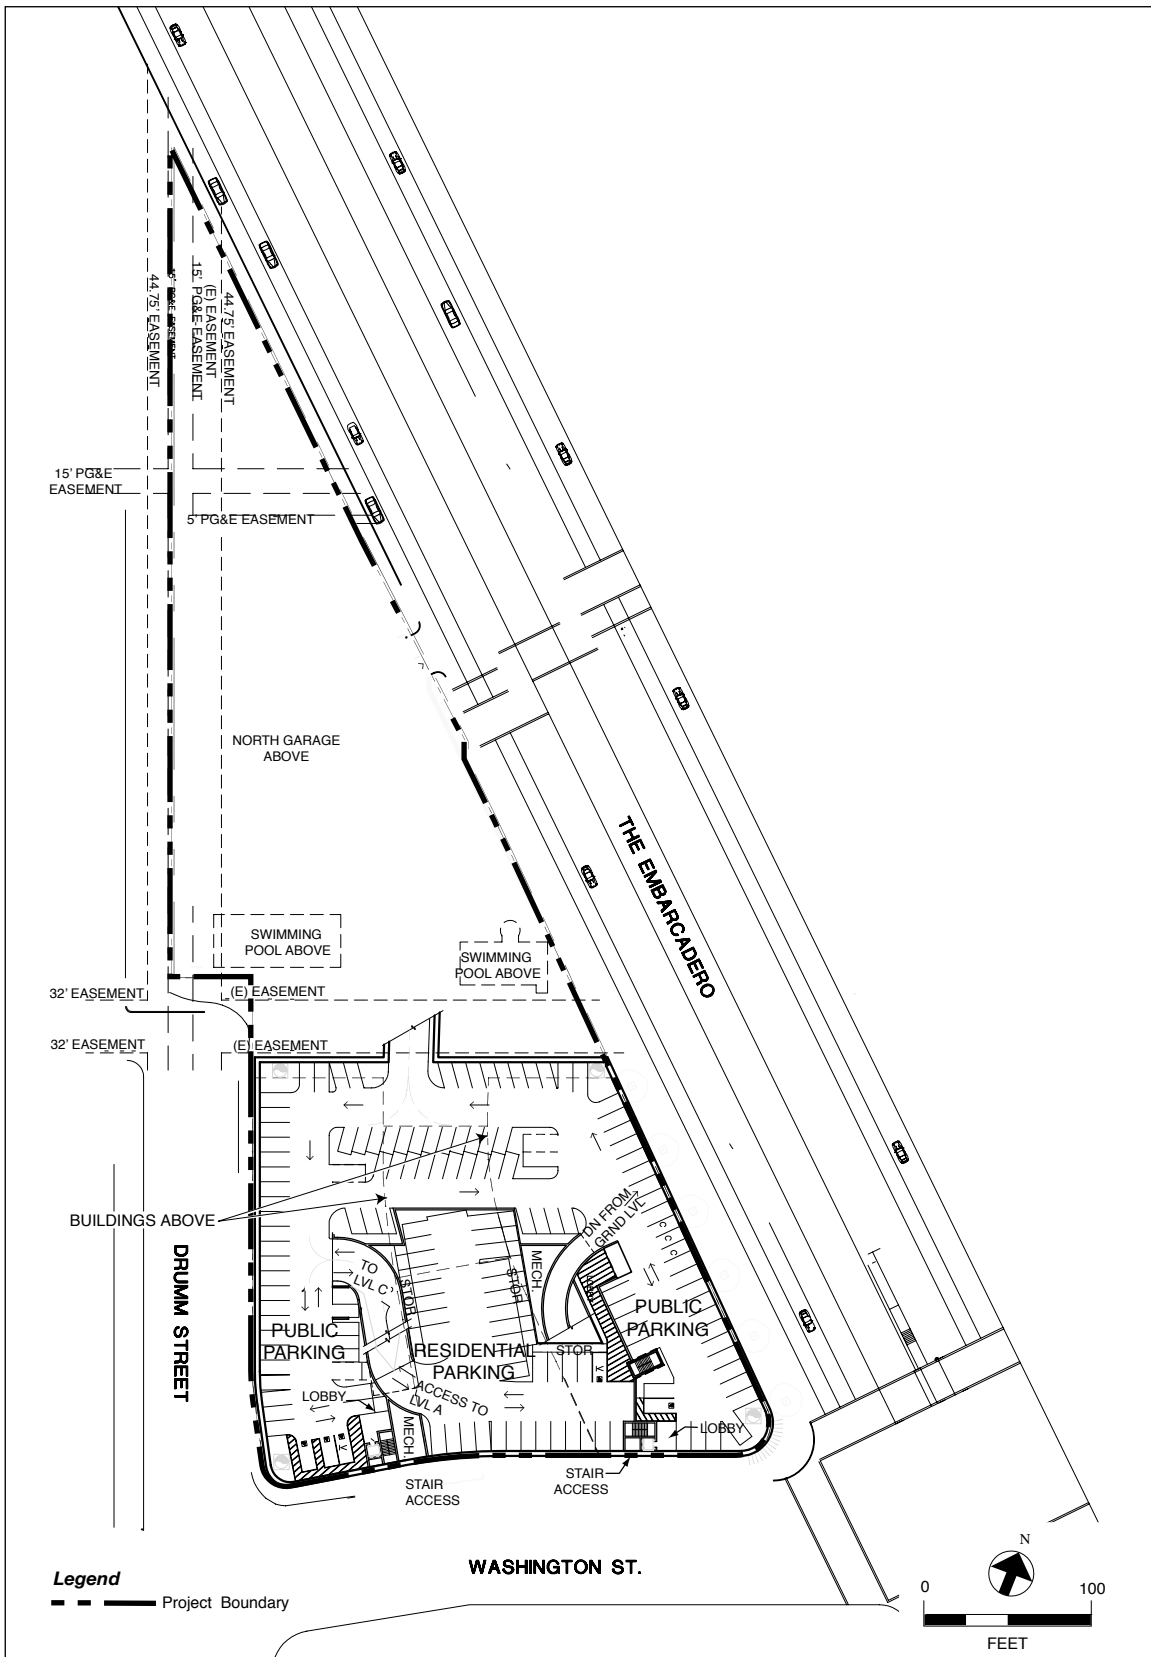 44.75' EASEMENT
15' PG&E EASEMENT
15' PG&E EASEMENT
(E) EASEMENT
44.75' EASEMENT
15' PG&E
EASEMENT
5' PG&E EASEMENT
NORTH GARAGE
ABOVE
THE EMBARCADERO
SWIMMING
POOL ABOVE
SWIMMING
POOL ABOVE
32' EASEMENT
(E) EASEMENT
32' EASEMENT
(E) EASEMENT
BUILDINGS ABOVE
DN FROM
GRND LVL
DRUMM STREET
TO
LVL C'
STOR
STOR
MECH.
PUBLIC
PARKING
PUBLIC
PARKING
RESIDENTIAL
PARKING
STOR
LOBBY
ACCESS TO
LVL A
MECH
LOBBY
STAIR
ACCESS
STAIR
ACCESS
WASHINGTON ST.
N
Legend
Project Boundary
0
100
FEET